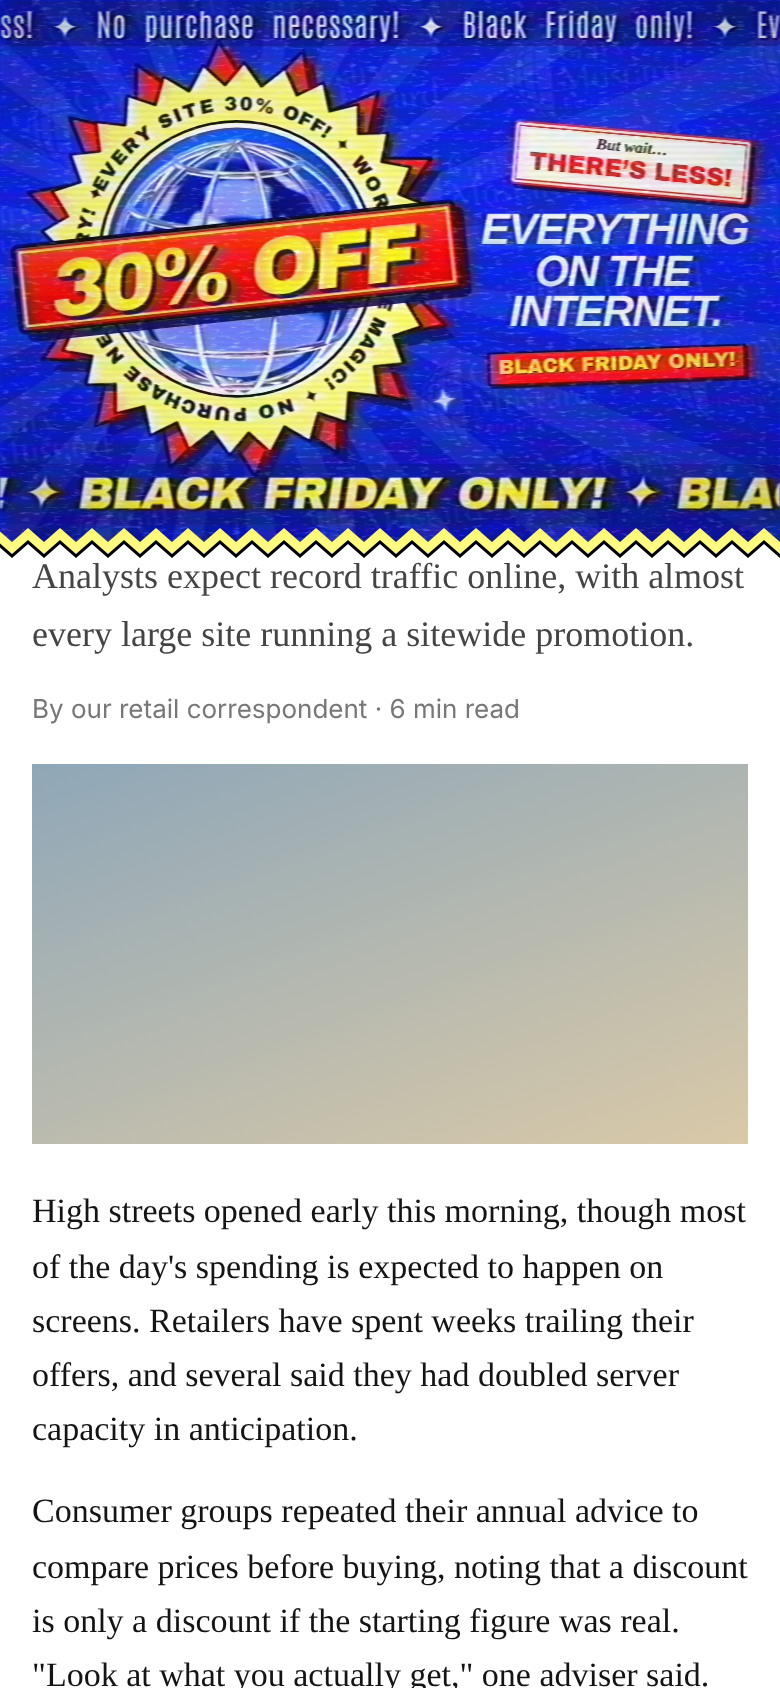 ss! ✦ No purchase necessary! ✦ Black Friday only! ✦ Ev
EVERY SITE 30% OFF! ✦ WOR
RY! ✦
30% OFF
E MAGIC! ✦ NO PURCHASE NE
But wait...
THERE'S LESS!
EVERYTHING
ON THE
INTERNET.
BLACK FRIDAY ONLY!
! ✦ BLACK FRIDAY ONLY! ✦ BLAC
Analysts expect record traffic online, with almost
every large site running a sitewide promotion.
By our retail correspondent · 6 min read
High streets opened early this morning, though most
of the day's spending is expected to happen on
screens. Retailers have spent weeks trailing their
offers, and several said they had doubled server
capacity in anticipation.
Consumer groups repeated their annual advice to
compare prices before buying, noting that a discount
is only a discount if the starting figure was real.
"Look at what you actually get," one adviser said.